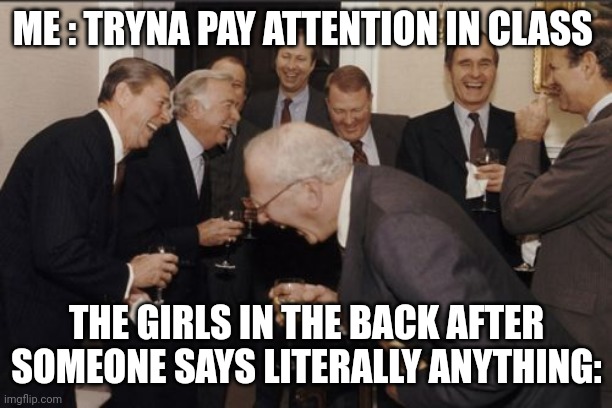 ME : TRYNA PAY ATTENTION IN CLASS
THE GIRLS IN THE BACK AFTER
SOMEONE SAYS LITERALLY ANYTHING:
imgflip.com